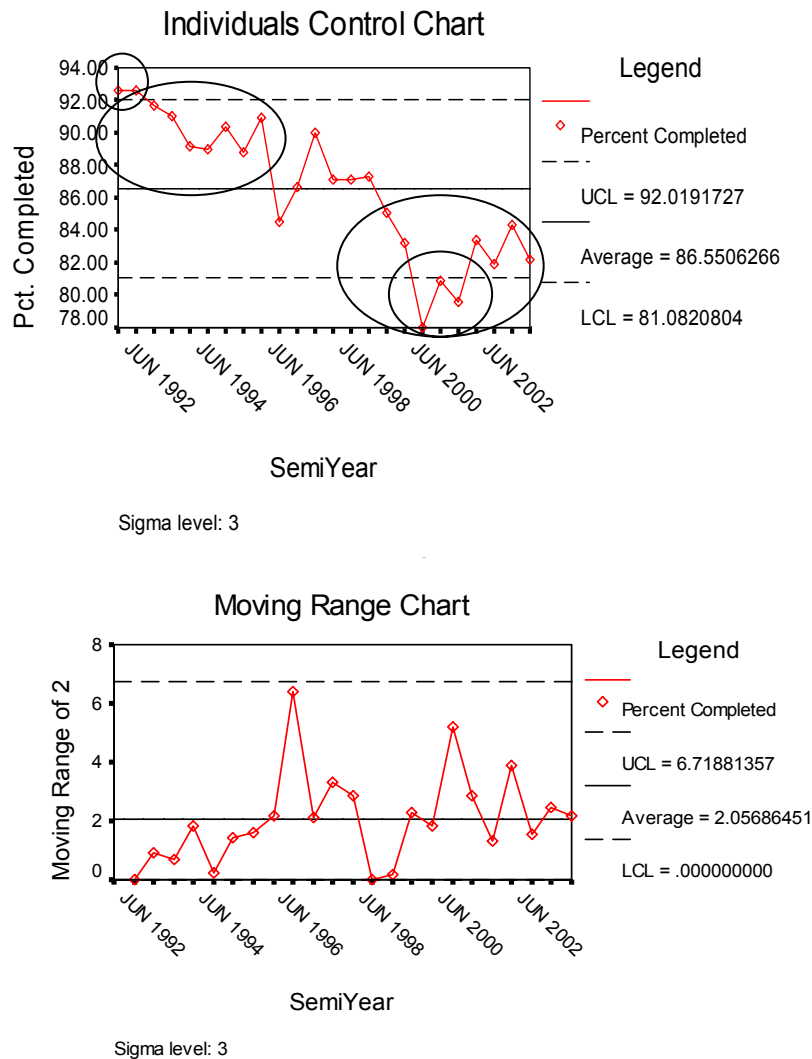 Individuals Control Chart
Pct. Completed
94.00
92.00
90.00
88.00
86.00
84.00
82.00
80.00
78.00
JUN 1992
JUN 1994
JUN 1996
JUN 1998
JUN 2000
JUN 2002
SemiYear
Sigma level: 3
Legend
Percent Completed
UCL = 92.0191727
Average = 86.5506266
LCL = 81.0820804
Moving Range Chart
Moving Range of 2
8
6
4
2
0
JUN 1992
JUN 1994
JUN 1996
JUN 1998
JUN 2000
JUN 2002
SemiYear
Sigma level: 3
Legend
Percent Completed
UCL = 6.71881357
Average = 2.05686451
LCL = .000000000